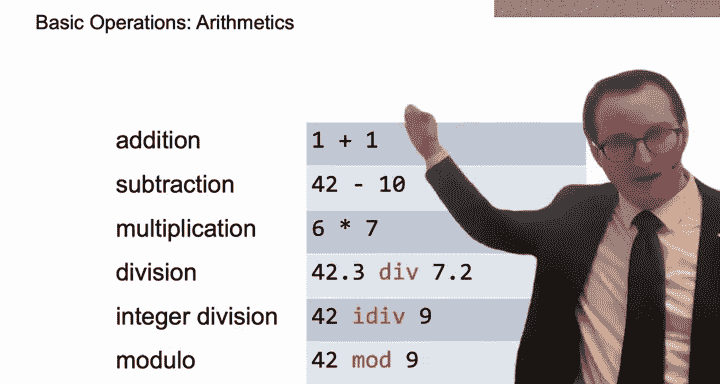 Basic Operations: Arithmetics
addition 1 + 1
subtraction 42 - 10
multiplication 6 * 7
division 42.3 div 7.2
integer division 42 idiv 9
modulo 42 mod 9